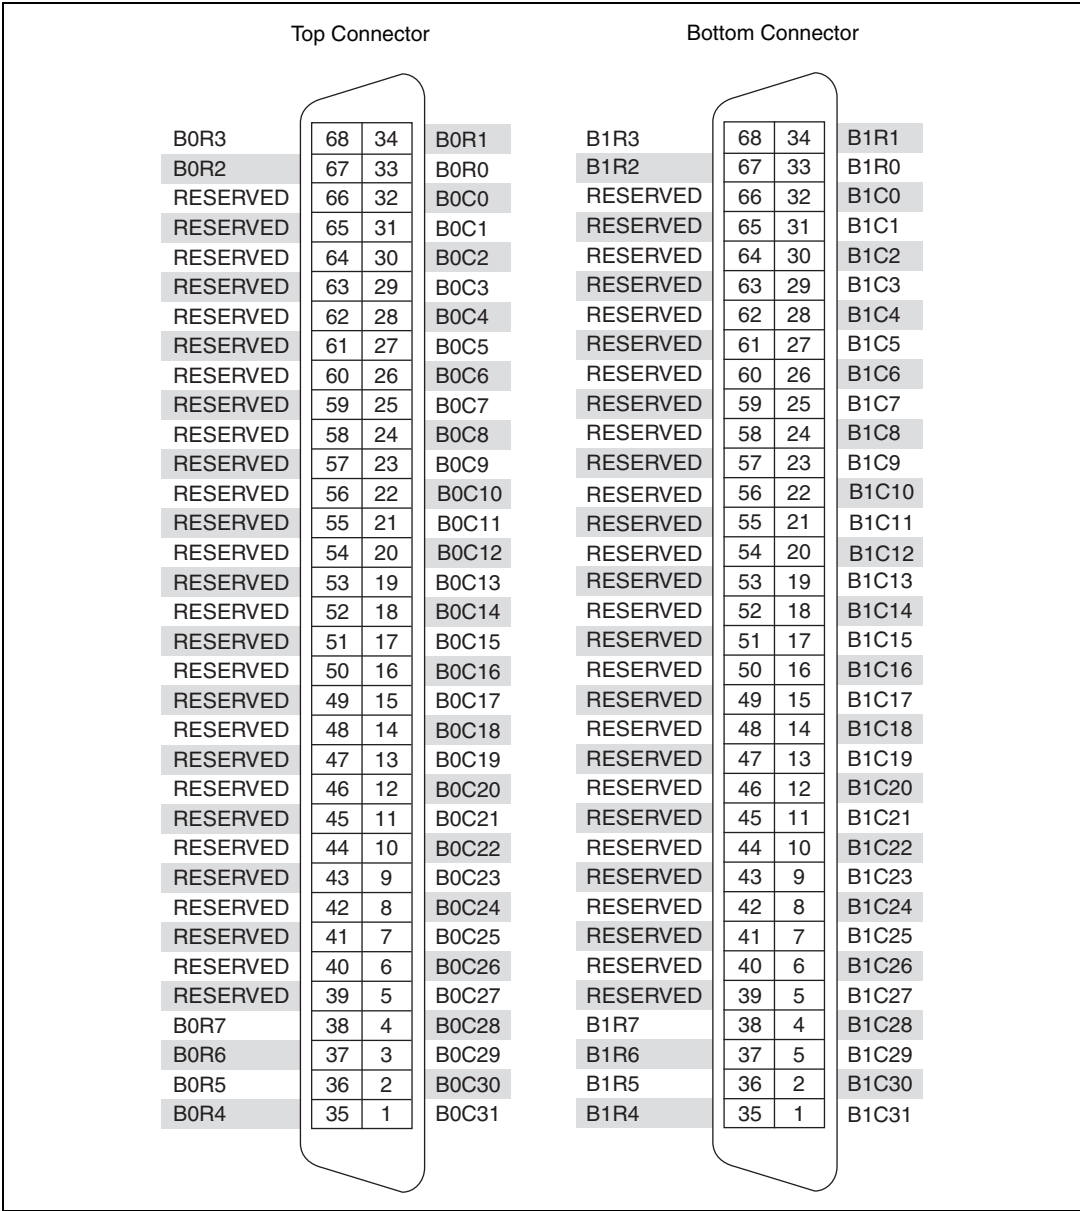 Top Connector Bottom Connector
B0R3 68 34 B0R1 B1R3 68 34 B1R1
B0R2 67 33 B0R0 B1R2 67 33 B1R0
RESERVED 66 32 B0C0 RESERVED 66 32 B1C0
RESERVED 65 31 B0C1 RESERVED 65 31 B1C1
RESERVED 64 30 B0C2 RESERVED 64 30 B1C2
RESERVED 63 29 B0C3 RESERVED 63 29 B1C3
RESERVED 62 28 B0C4 RESERVED 62 28 B1C4
RESERVED 61 27 B0C5 RESERVED 61 27 B1C5
RESERVED 60 26 B0C6 RESERVED 60 26 B1C6
RESERVED 59 25 B0C7 RESERVED 59 25 B1C7
RESERVED 58 24 B0C8 RESERVED 58 24 B1C8
RESERVED 57 23 B0C9 RESERVED 57 23 B1C9
RESERVED 56 22 B0C10 RESERVED 56 22 B1C10
RESERVED 55 21 B0C11 RESERVED 55 21 B1C11
RESERVED 54 20 B0C12 RESERVED 54 20 B1C12
RESERVED 53 19 B0C13 RESERVED 53 19 B1C13
RESERVED 52 18 B0C14 RESERVED 52 18 B1C14
RESERVED 51 17 B0C15 RESERVED 51 17 B1C15
RESERVED 50 16 B0C16 RESERVED 50 16 B1C16
RESERVED 49 15 B0C17 RESERVED 49 15 B1C17
RESERVED 48 14 B0C18 RESERVED 48 14 B1C18
RESERVED 47 13 B0C19 RESERVED 47 13 B1C19
RESERVED 46 12 B0C20 RESERVED 46 12 B1C20
RESERVED 45 11 B0C21 RESERVED 45 11 B1C21
RESERVED 44 10 B0C22 RESERVED 44 10 B1C22
RESERVED 43 9 B0C23 RESERVED 43 9 B1C23
RESERVED 42 8 B0C24 RESERVED 42 8 B1C24
RESERVED 41 7 B0C25 RESERVED 41 7 B1C25
RESERVED 40 6 B0C26 RESERVED 40 6 B1C26
RESERVED 39 5 B0C27 RESERVED 39 5 B1C27
B0R7 38 4 B0C28 B1R7 38 4 B1C28
B0R6 37 3 B0C29 B1R6 37 5 B1C29
B0R5 36 2 B0C30 B1R5 36 2 B1C30
B0R4 35 1 B0C31 B1R4 35 1 B1C31